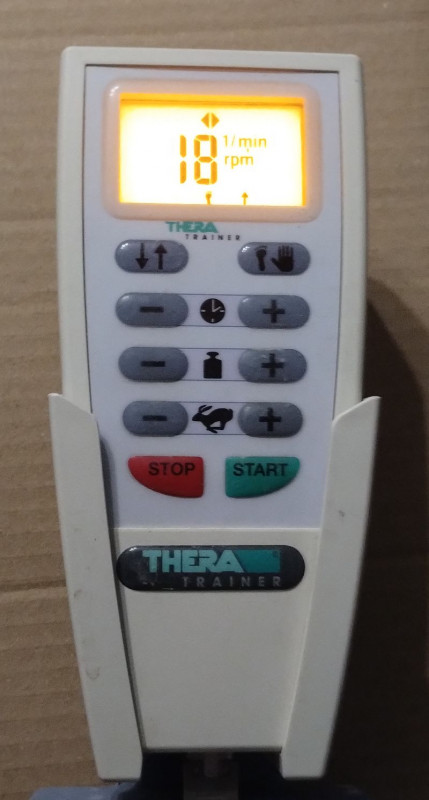 18 1/min
rpm
THERA
TRAINER
STOP START
THERA
TRAINER